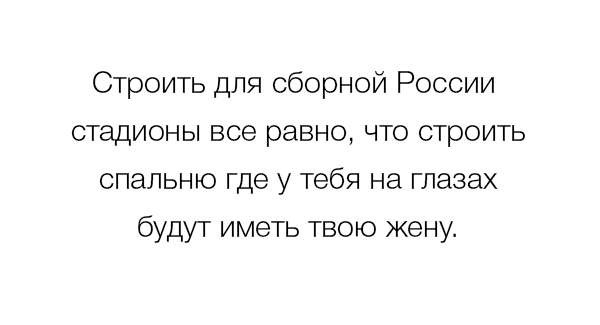 Строить для сборной России
стадионы все равно, что строить
спальню где у тебя на глазах
будут иметь твою жену.